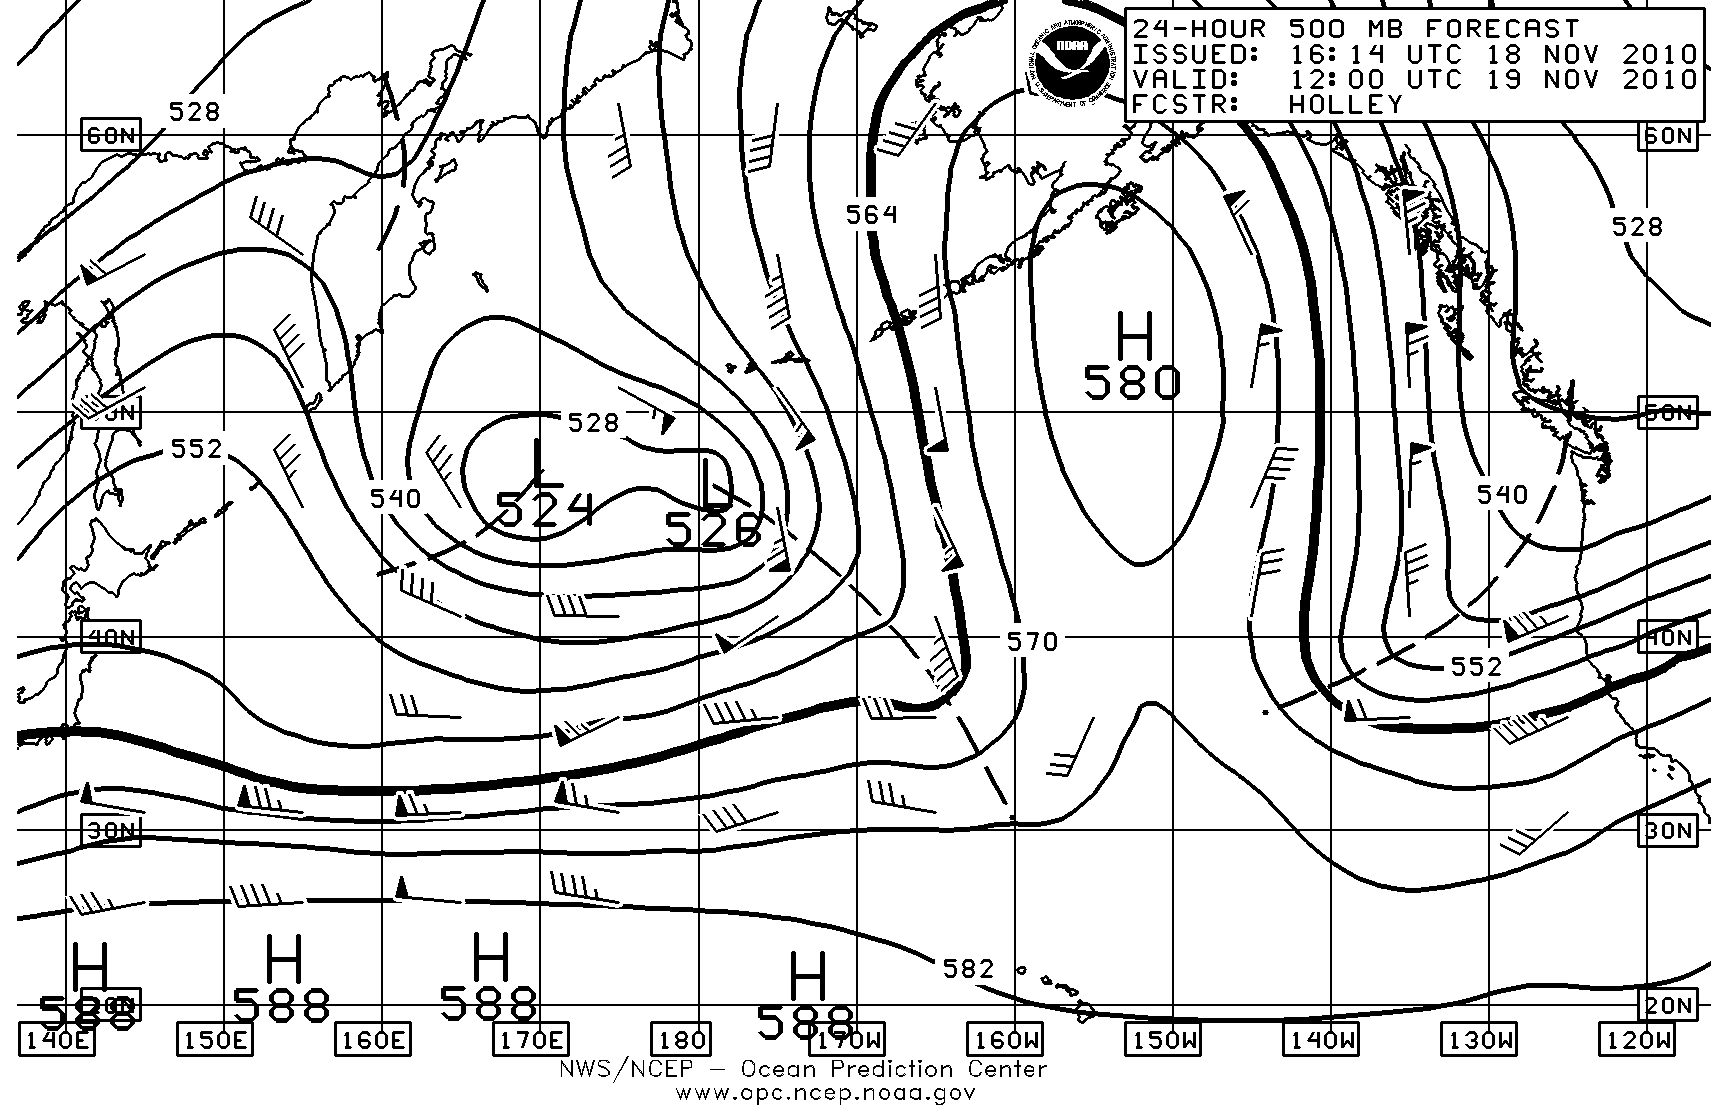 24-HOUR 500 MB FORECAST
ISSUED: 16:14 UTC 18 NOV 2010
VALID: 12:00 UTC 19 NOV 2010
FCSTR: HOLLEY
NOAA
528
60N
60N
564
528
H
580
50N
528
552
L
524
L
526
540
540
40N
570
40N
552
30N
30N
582
H
588
H
588
H
588
H
588
20N
140E
150E
160E
170E
180
170W
160W
150W
140W
130W
120W
NWS/NCEP – Ocean Prediction Center
www.opc.ncep.noaa.gov